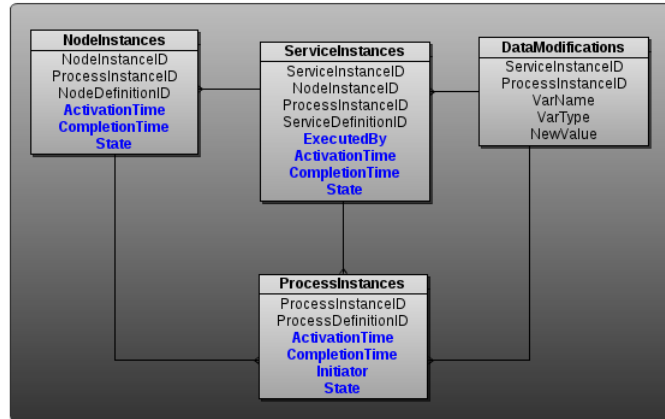 NodeInstances
NodeInstanceID
ProcessInstanceID
NodeDefinitionID
ActivationTime
CompletionTime
State
ServiceInstances
ServiceInstanceID
NodeInstanceID
ProcessInstanceID
ServiceDefinitionID
ExecutedBy
ActivationTime
CompletionTime
State
DataModifications
ServiceInstanceID
ProcessInstanceID
VarName
VarType
NewValue
ProcessInstances
ProcessInstanceID
ProcessDefinitionID
ActivationTime
CompletionTime
Initiator
State